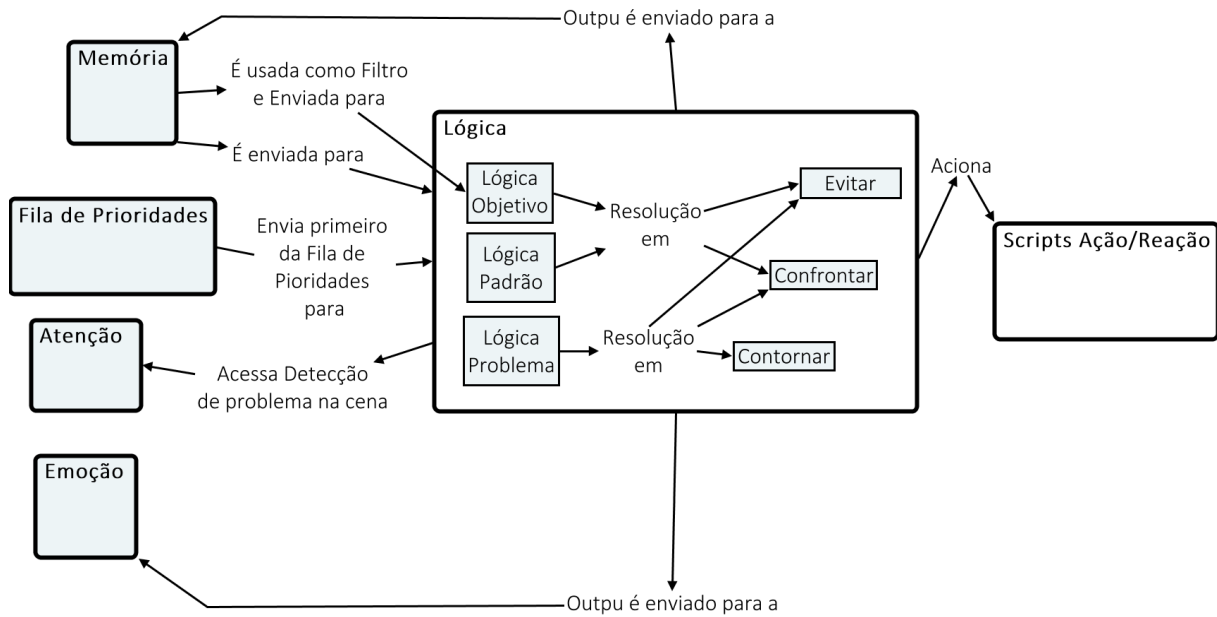 Outpu é enviado para a
Memória
É usada como Filtro
e Enviada para
É enviada para
Lógica
Lógica
Objetivo
Resolução
em
Evitar
Aciona
Fila de Prioridades
Envia primeiro
da Fila de
Pioridades
para
Lógica
Padrão
Confrontar
Scripts Ação/Reação
Atenção
Acessa Detecção
de problema na cena
Lógica
Problema
Resolução
em
Contornar
Emoção
Outpu é enviado para a